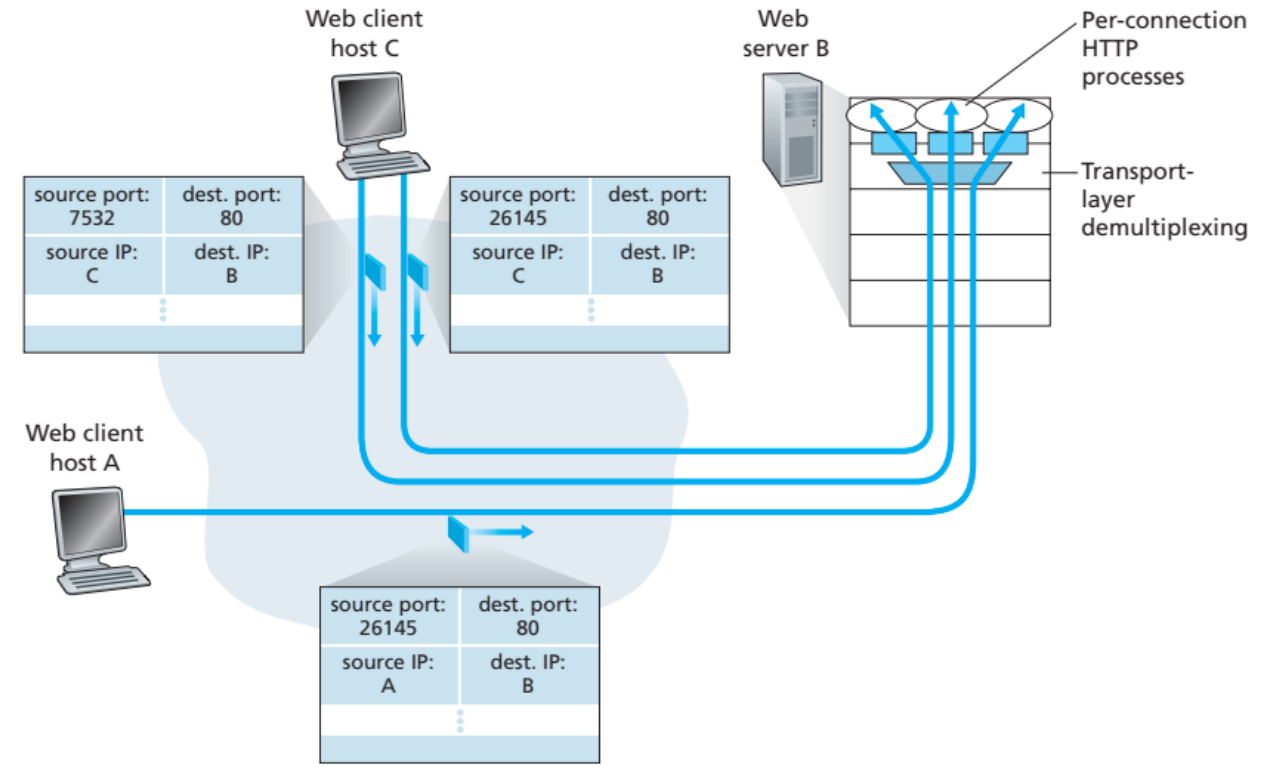 Web client
host C
Web
server B
Per-connection
HTTP
processes
Transport-
layer
demultiplexing
source port:
7532
dest. port:
80
source IP:
C
dest. IP:
B
source port:
26145
dest. port:
80
source IP:
C
dest. IP:
B
Web client
host A
source port:
26145
dest. port:
80
source IP:
A
dest. IP:
B